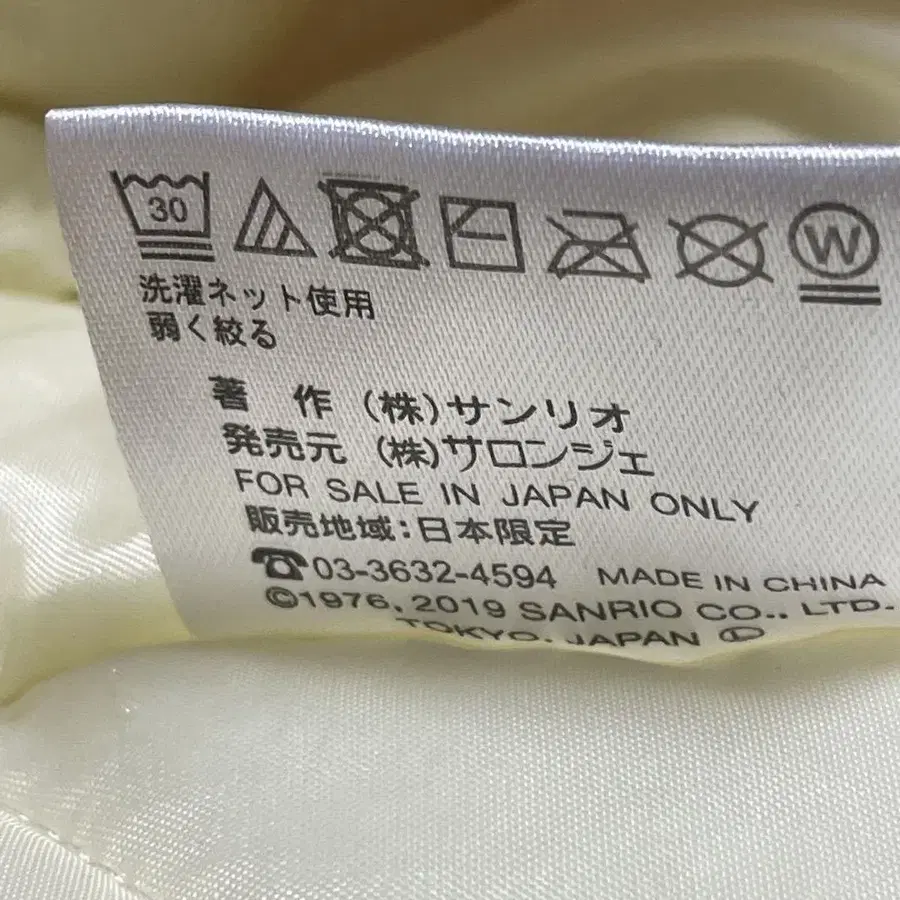 30 W
洗濯ネット使用
弱く絞る
著 作 (株)サンリオ
発売元 (株)サロンジェ
FOR SALE IN JAPAN ONLY
販売地域:日本限定
☎03-3632-4594 MADE IN CHINA
©1976, 2019 SANRIO CO., LTD.
TOKYO, JAPAN Ⓛ